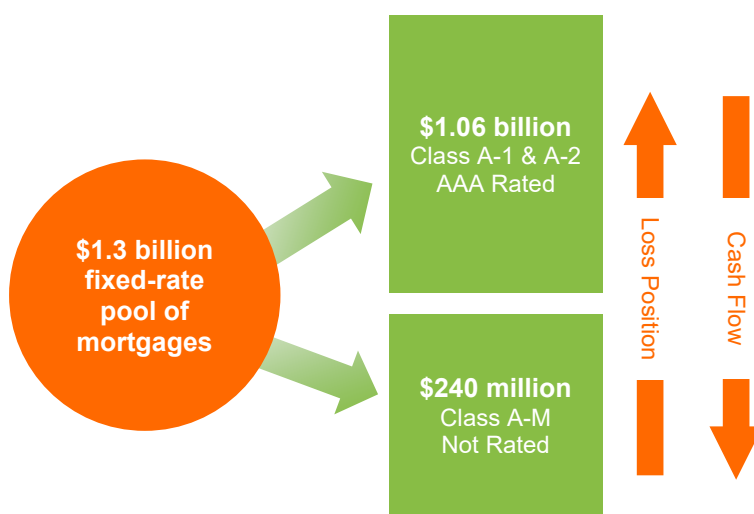 $1.3 billion
fixed-rate
pool of
mortgages
$1.06 billion
Class A-1 & A-2
AAA Rated
$240 million
Class A-M
Not Rated
Loss Position
Cash Flow